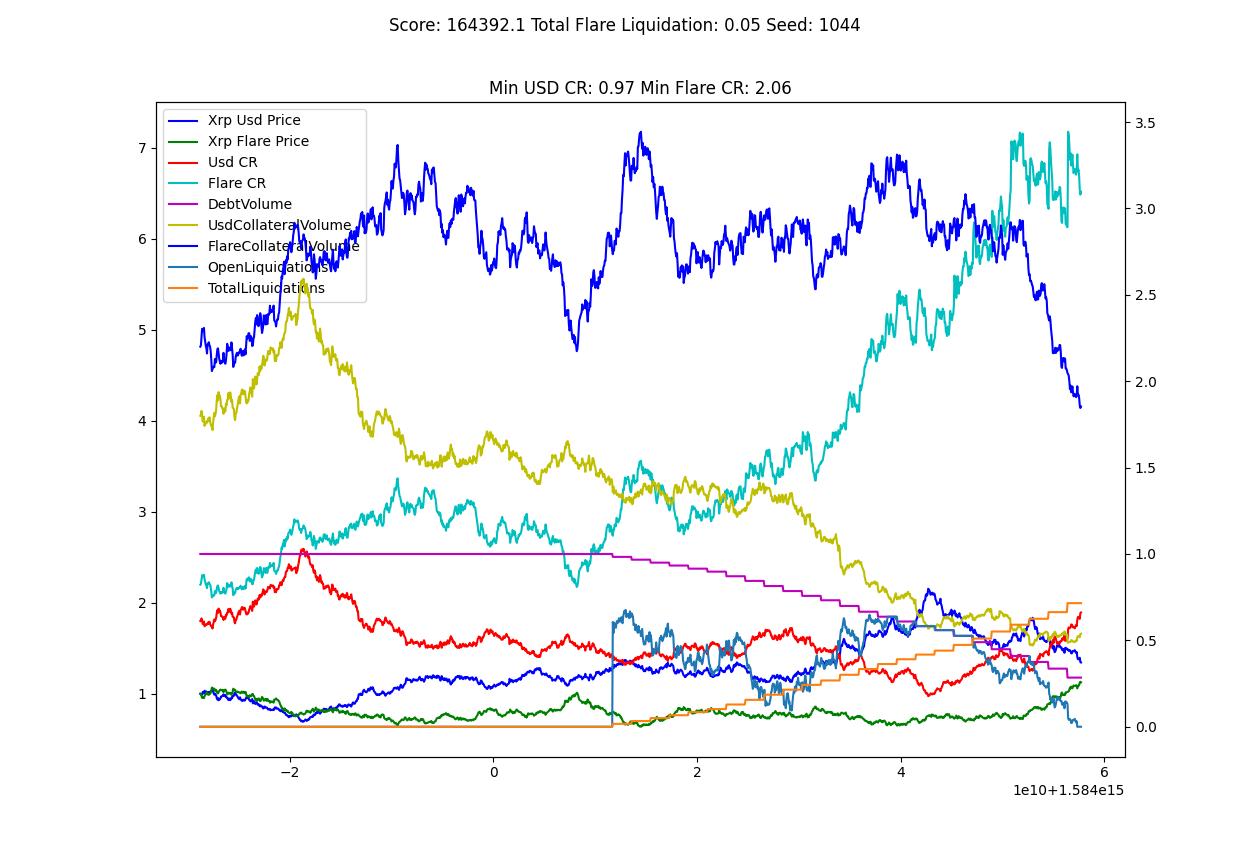 Score: 164392.1 Total Flare Liquidation: 0.05 Seed: 1044
Min USD CR: 0.97 Min Flare CR: 2.06
Xrp Usd Price
Xrp Flare Price
Usd CR
Flare CR
DebtVolume
UsdCollateralVolume
FlareCollateralVolume
OpenLiquidations
TotalLiquidations
7
6
5
4
3
2
1
3.5
3.0
2.5
2.0
1.5
1.0
0.5
0.0
−2
0
2
4
6
1e10+1.584e15